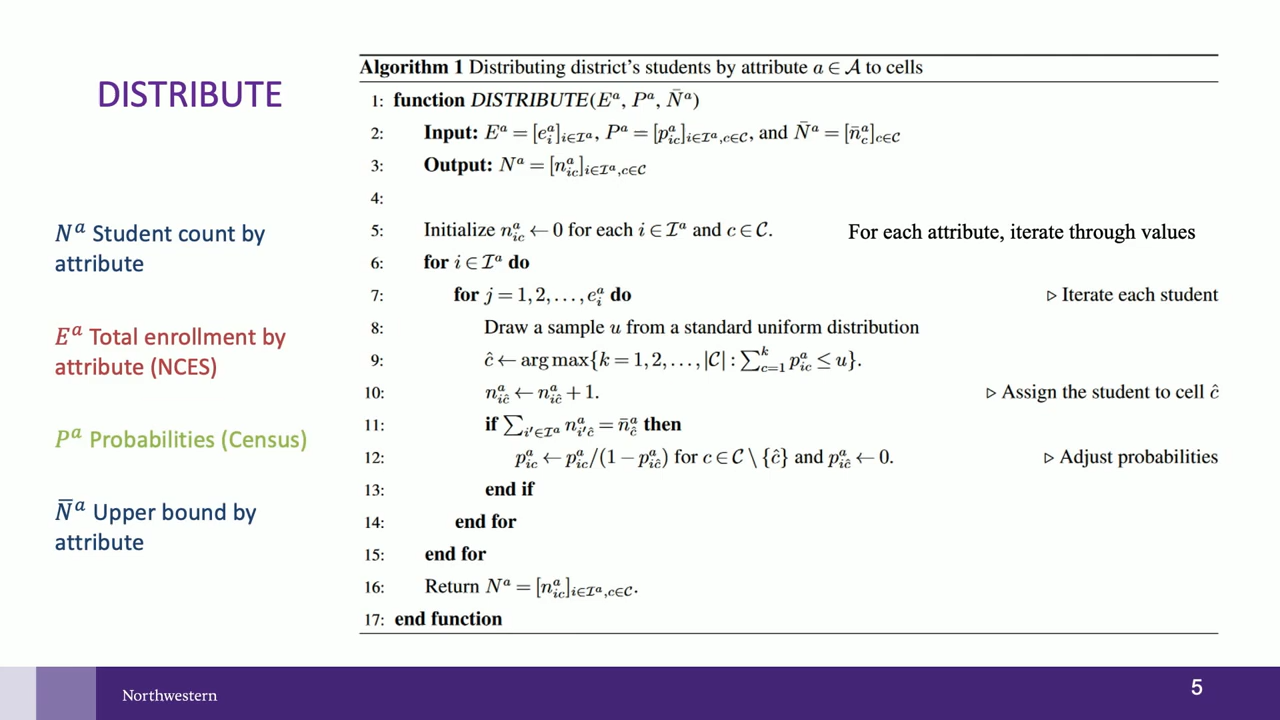 DISTRIBUTE
N^a Student count by
attribute
E^a Total enrollment by
attribute (NCES)
P^a Probabilities (Census)
N̄^a Upper bound by
attribute
Algorithm 1 Distributing district's students by attribute a ∈ 𝒜 to cells
1: function DISTRIBUTE(E^a, P^a, N̄^a)
2: Input: E^a = [e_i^a]_{i∈ℐ^a}, P^a = [p_{ic}^a]_{i∈ℐ^a,c∈𝒞}, and N̄^a = [n̄_c^a]_{c∈𝒞}
3: Output: N^a = [n_{ic}^a]_{i∈ℐ^a,c∈𝒞}
4:
5: Initialize n_{ic}^a ← 0 for each i ∈ ℐ^a and c ∈ 𝒞. For each attribute, iterate through values
6: for i ∈ ℐ^a do
7: for j = 1, 2, . . . , e_i^a do ▷ Iterate each student
8: Draw a sample u from a standard uniform distribution
9: ĉ ← arg max{k = 1, 2, . . . , |𝒞| : ∑_{c=1}^k p_{ic}^a ≤ u}.
10: n_{iĉ}^a ← n_{iĉ}^a + 1. ▷ Assign the student to cell ĉ
11: if ∑_{i'∈ℐ^a} n_{i'ĉ}^a = n̄_ĉ^a then
12: p_{ic}^a ← p_{ic}^a/(1 − p_{iĉ}^a) for c ∈ 𝒞 \ {ĉ} and p_{iĉ}^a ← 0. ▷ Adjust probabilities
13: end if
14: end for
15: end for
16: Return N^a = [n_{ic}^a]_{i∈ℐ^a,c∈𝒞}.
17: end function
Northwestern
5